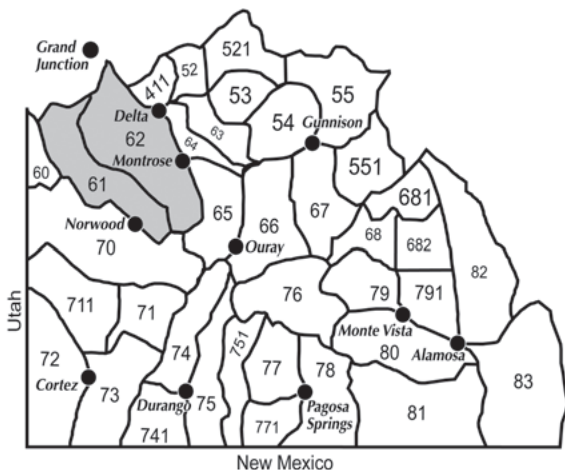 Grand
Junction
521
52
411
53
55
Delta
54
Gunnison
62
63
64
Montrose
551
60
61
681
65
66
67
Norwood
68
682
70
Ouray
82
76
79
791
711
71
Monte Vista
Utah
751
74
80
Alamosa
72
77
78
83
Cortez
73
Durango
75
Pagosa
Springs
81
741
771
New Mexico